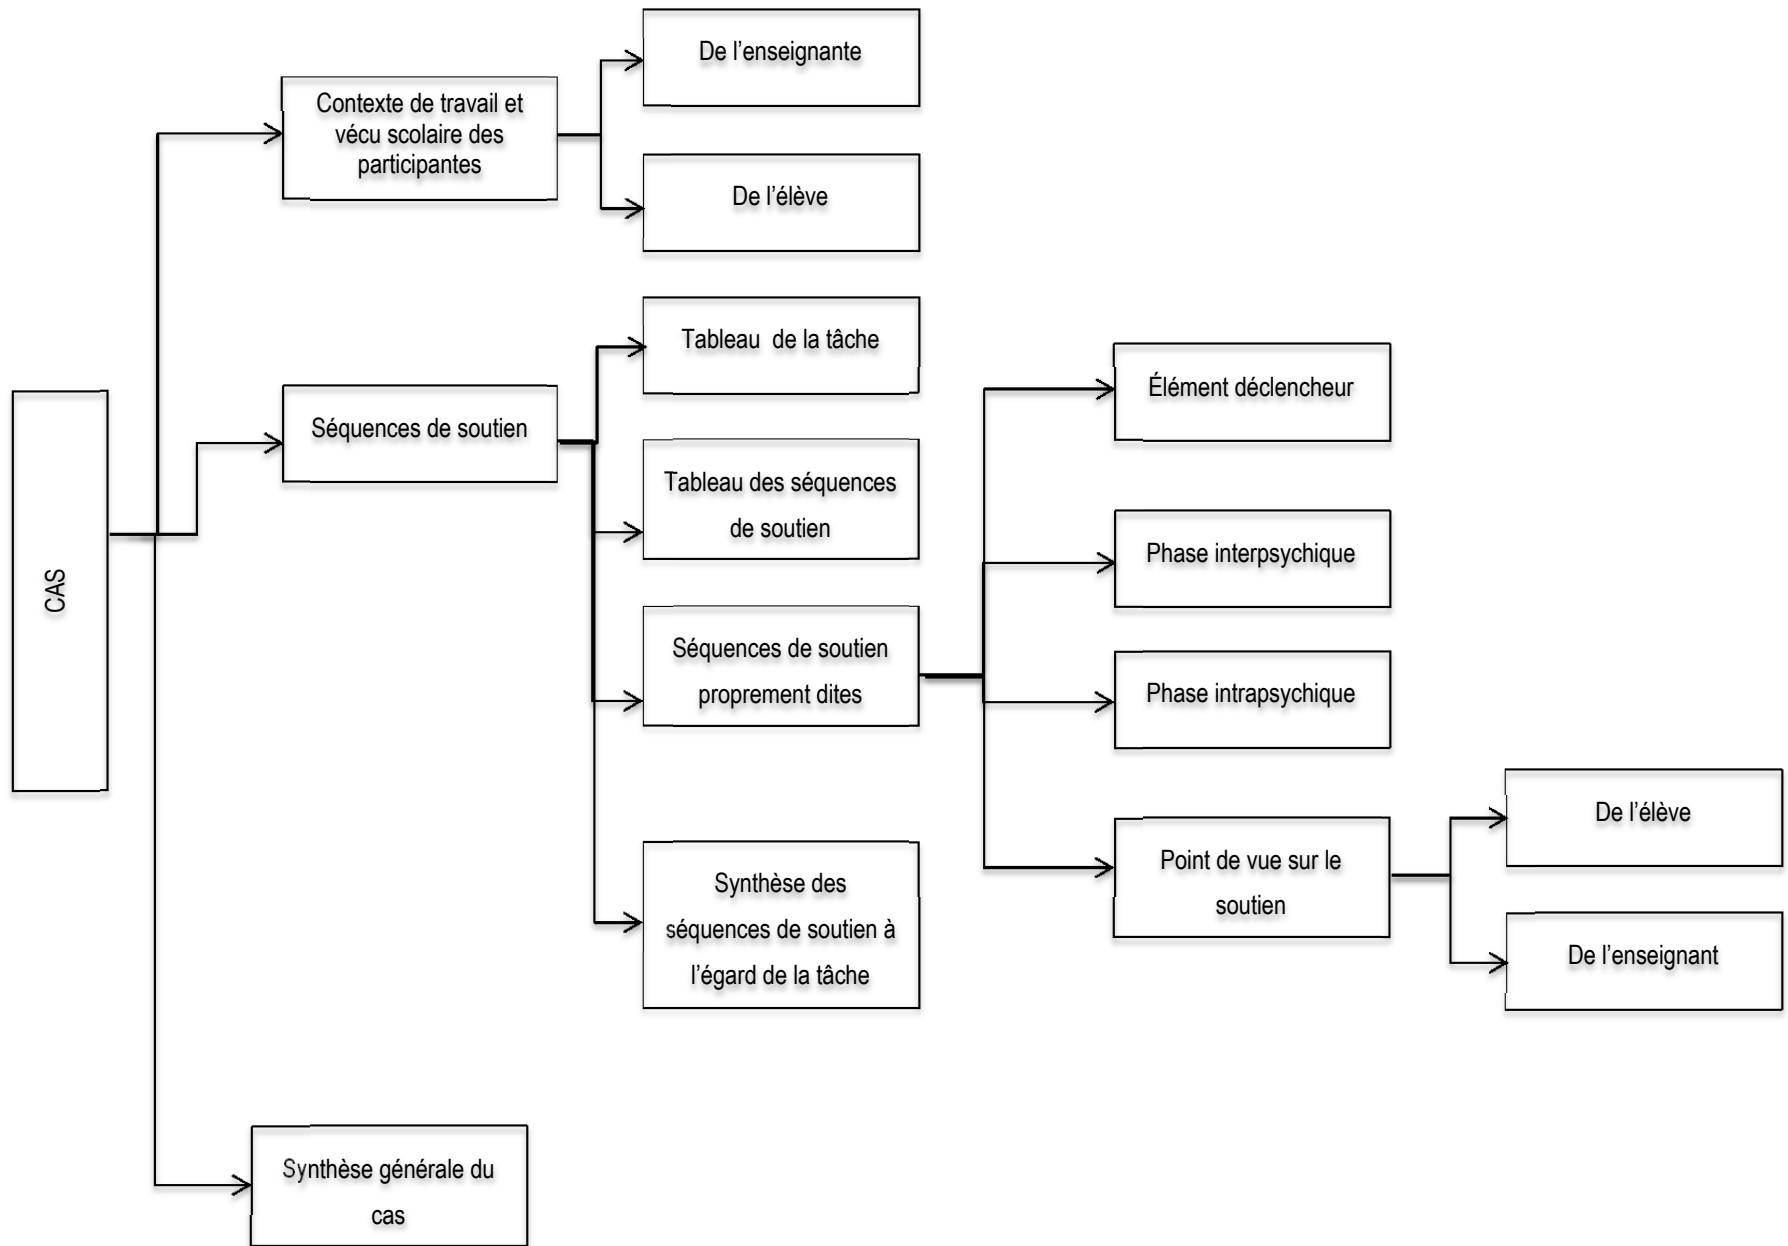 CAS
Contexte de travail et
vécu scolaire des
participantes
De l’enseignante
De l’élève
Séquences de soutien
Tableau  de la tâche
Tableau des séquences
de soutien
Séquences de soutien
proprement dites
Élément déclencheur
Phase interpsychique
Phase intrapsychique
Point de vue sur le
soutien
De l’élève
De l’enseignant
Synthèse des
séquences de soutien à
l’égard de la tâche
Synthèse générale du
cas